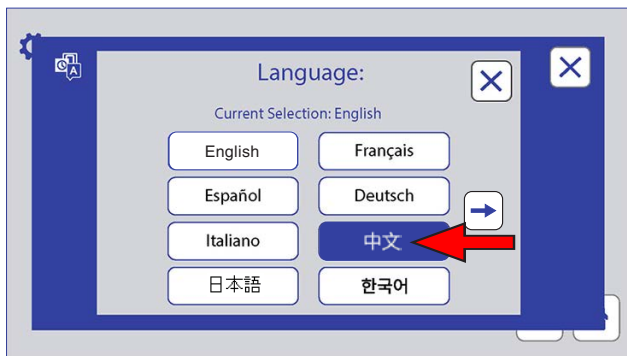 Language:
Current Selection: English
English
Français
Español
Deutsch
Italiano
中文
日本語
한국어